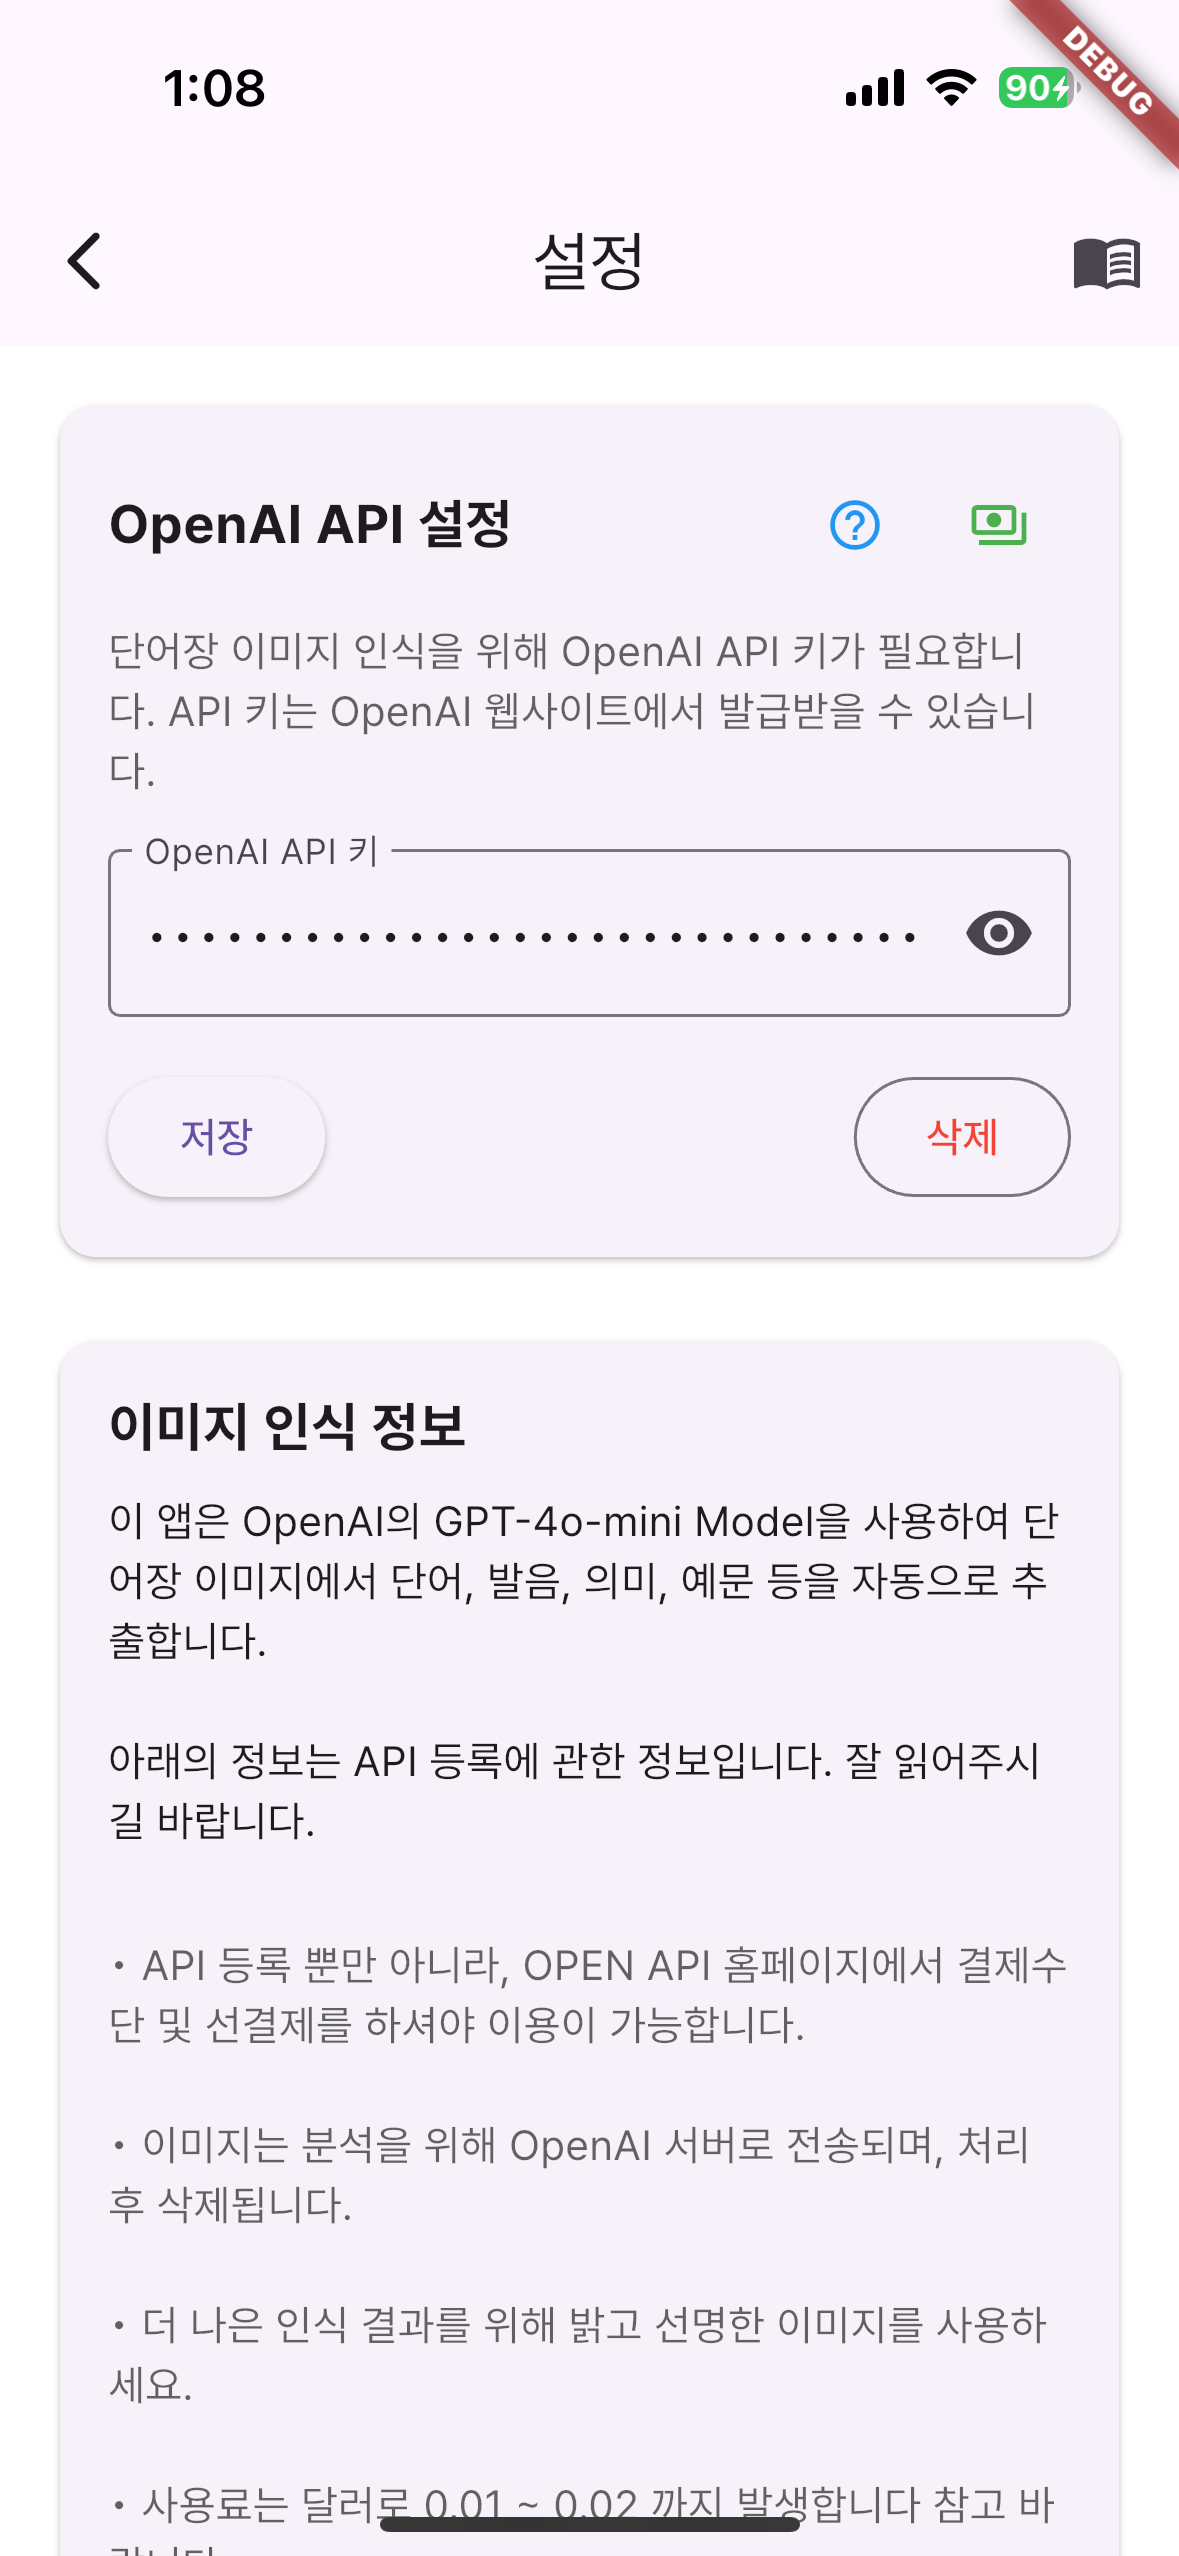 1:08
90
DEBUG
설정
OpenAI API 설정
단어장 이미지 인식을 위해 OpenAI API 키가 필요합니
다. API 키는 OpenAI 웹사이트에서 발급받을 수 있습니
다.
OpenAI API 키
저장
삭제
이미지 인식 정보
이 앱은 OpenAI의 GPT-4o-mini Model을 사용하여 단
어장 이미지에서 단어, 발음, 의미, 예문 등을 자동으로 추
출합니다.
아래의 정보는 API 등록에 관한 정보입니다. 잘 읽어주시
길 바랍니다.
• API 등록 뿐만 아니라, OPEN API 홈페이지에서 결제수
단 및 선결제를 하셔야 이용이 가능합니다.
• 이미지는 분석을 위해 OpenAI 서버로 전송되며, 처리
후 삭제됩니다.
• 더 나은 인식 결과를 위해 밝고 선명한 이미지를 사용하
세요.
• 사용료는 달러로 0.01 ~ 0.02 까지 발생합니다 참고 바